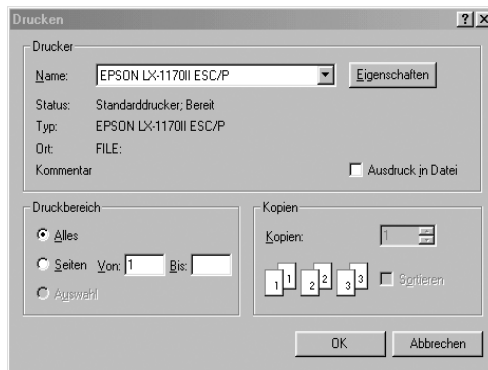 Drucken
Drucker
Name: EPSON LX-1170II ESC/P Eigenschaften
Status: Standarddrucker; Bereit
Typ: EPSON LX-1170II ESC/P
Ort: FILE:
Kommentar Ausdruck in Datei
Druckbereich
Alles
Seiten Von: 1 Bis:
Auswahl
Kopien
Kopien: 1
1 1 2 2 3 3 Sortieren
OK Abbrechen